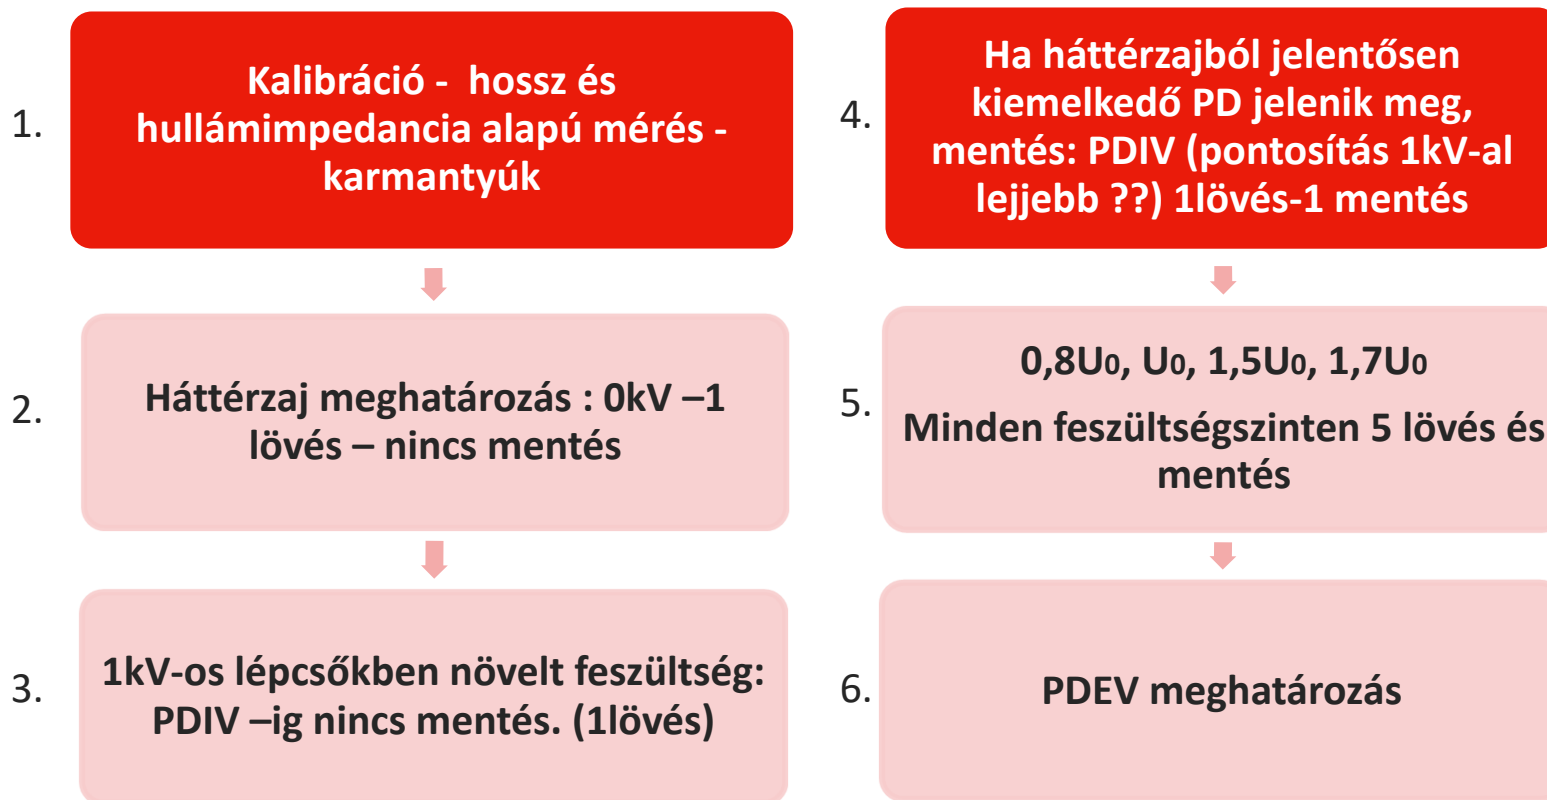 1.
Kalibráció - hossz és
hullámimpedancia alapú mérés -
karmantyúk
2.
Háttérzaj meghatározás : 0kV –1
lövés – nincs mentés
3.
1kV-os lépcsőkben növelt feszültség:
PDIV –ig nincs mentés. (1lövés)
4.
Ha háttérzajból jelentősen
kiemelkedő PD jelenik meg,
mentés: PDIV (pontosítás 1kV-al
lejjebb ??) 1lövés-1 mentés
5.
0,8U₀, U₀, 1,5U₀, 1,7U₀
Minden feszültségszinten 5 lövés és
mentés
6.
PDEV meghatározás